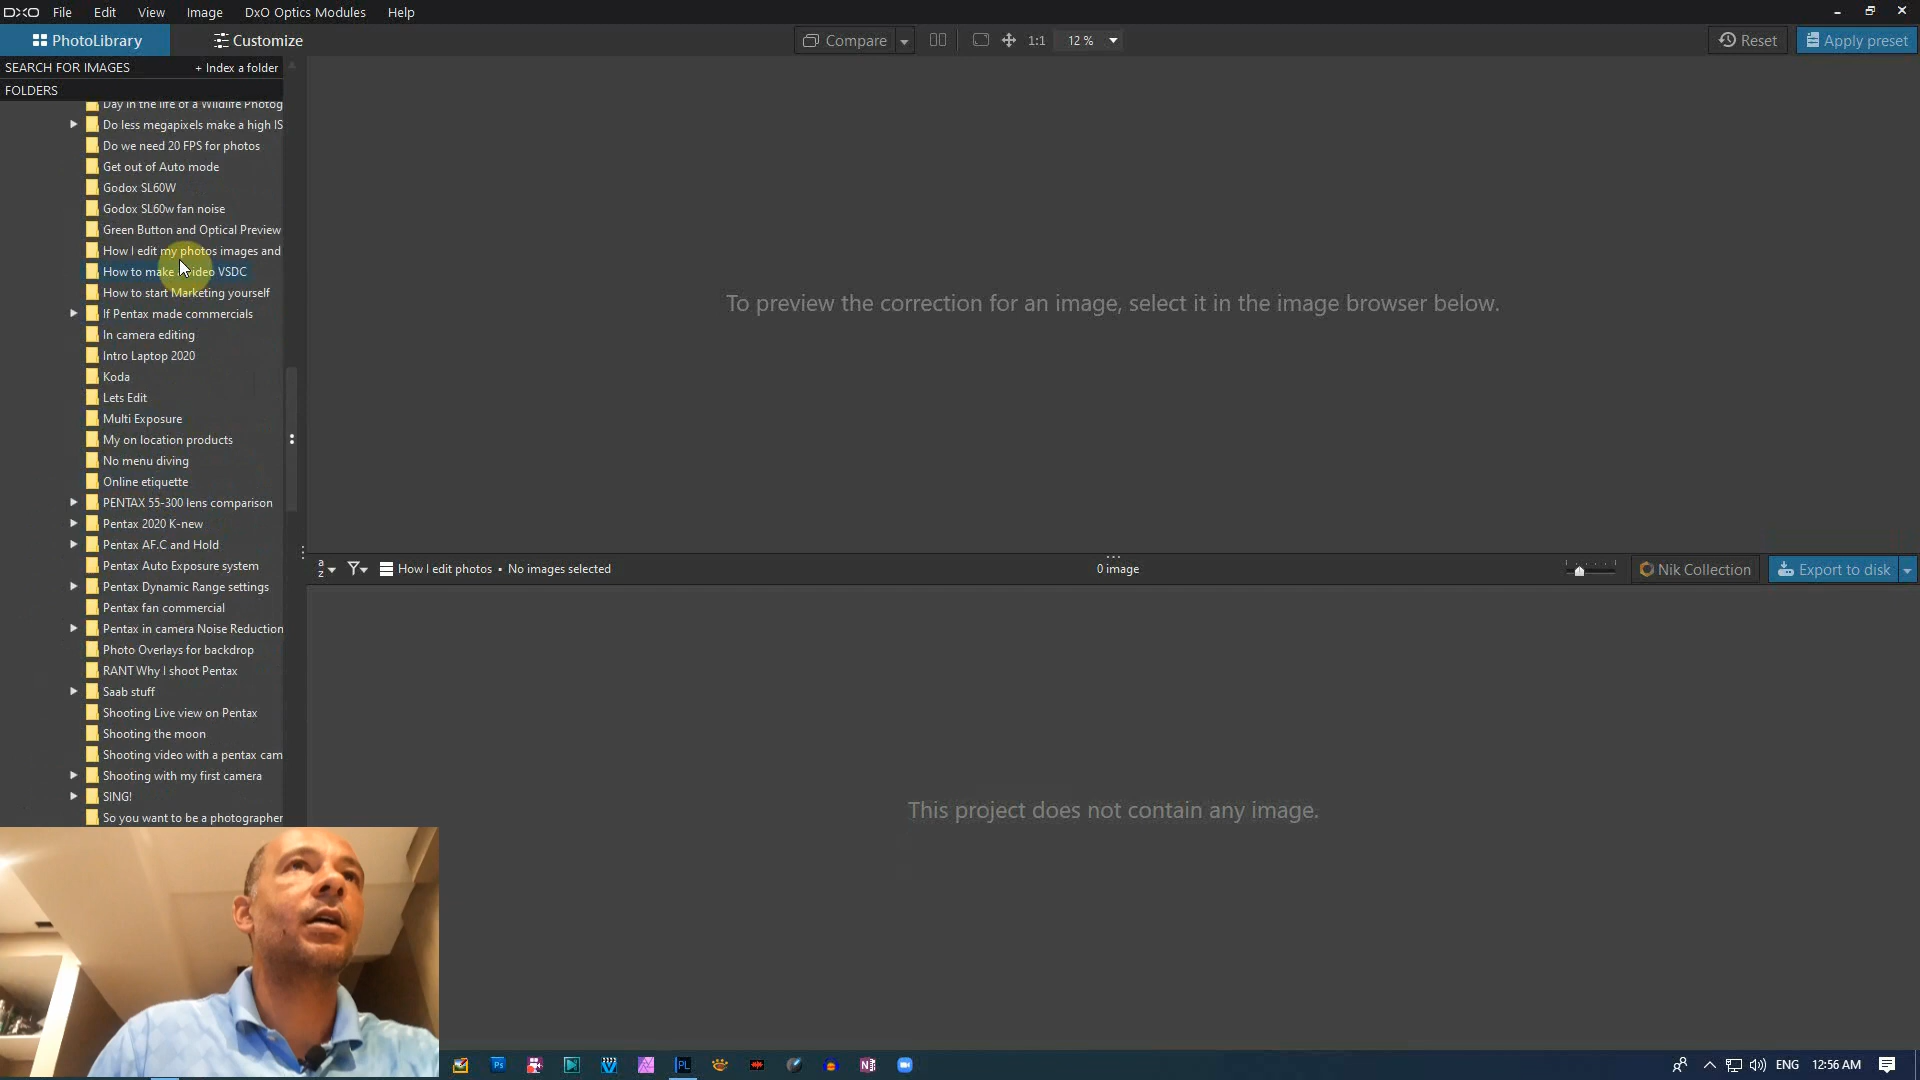 DXO File Edit View Image DxO Optics Modules Help
PhotoLibrary Customize Compare 1:1 12 % Reset Apply preset
SEARCH FOR IMAGES + Index a folder
FOLDERS
Day in the life of a Wildlife Photog
Do less megapixels make a high IS
Do we need 20 FPS for photos
Get out of Auto mode
Godox SL60W
Godox SL60w fan noise
Green Button and Optical Preview
How I edit my photos images and
How to make video VSDC
How to start Marketing yourself
If Pentax made commercials
In camera editing
Intro Laptop 2020
Koda
Lets Edit
Multi Exposure
My on location products
No menu diving
Online etiquette
PENTAX 55-300 lens comparison
Pentax 2020 K-new
Pentax AF.C and Hold
Pentax Auto Exposure system
Pentax Dynamic Range settings
Pentax fan commercial
Pentax in camera Noise Reduction
Photo Overlays for backdrop
RANT Why I shoot Pentax
Saab stuff
Shooting Live view on Pentax
Shooting the moon
Shooting video with a pentax cam
Shooting with my first camera
SING!
So you want to be a photographer
To preview the correction for an image, select it in the image browser below.
a z How I edit photos • No images selected 0 image Nik Collection Export to disk
This project does not contain any image.
Ps PL N ENG 12:56 AM